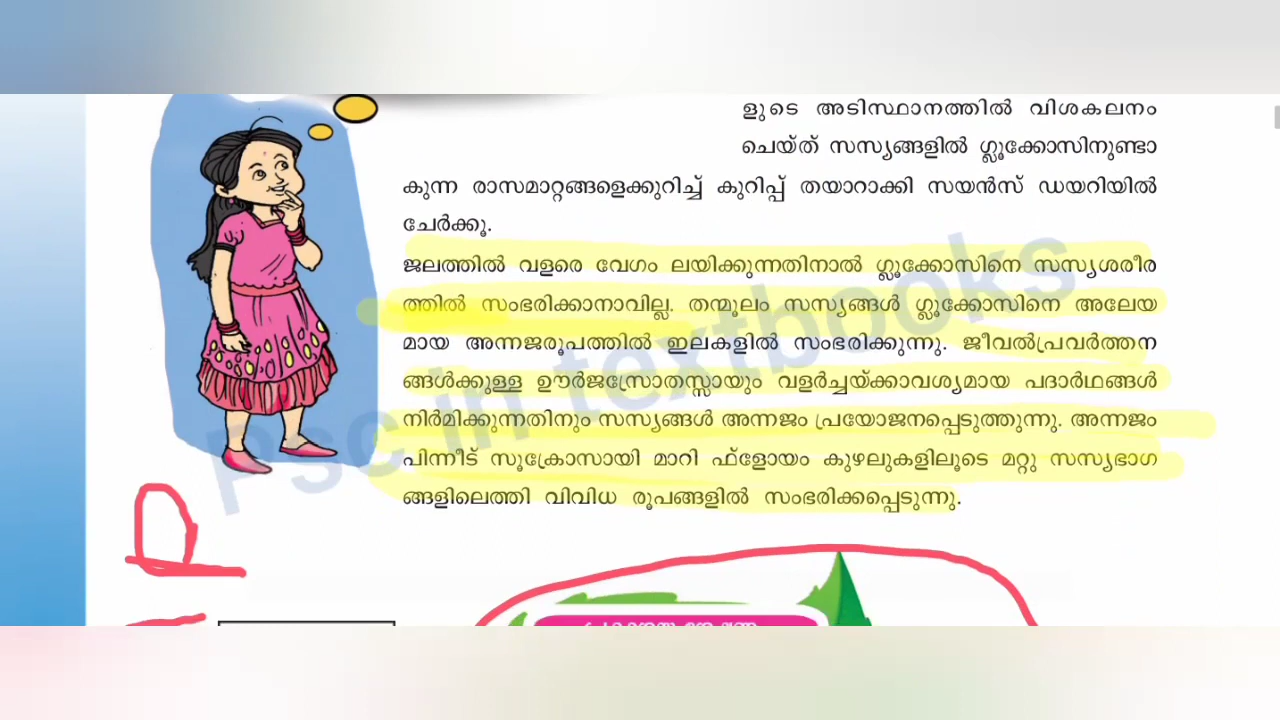 ളുടെ അടിസ്ഥാനത്തിൽ വിശകലനം
ചെയ്ത് സസ്യങ്ങളിൽ ഗ്ലൂക്കോസിനുണ്ടാ
കുന്ന രാസമാറ്റങ്ങളെക്കുറിച്ച് കുറിപ്പ് തയാറാക്കി സയൻസ് ഡയറിയിൽ
ചേർക്കൂ.
ജലത്തിൽ വളരെ വേഗം ലയിക്കുന്നതിനാൽ ഗ്ലൂക്കോസിനെ സസ്യശരീര
ത്തിൽ സംഭരിക്കാനാവില്ല. തന്മൂലം സസ്യങ്ങൾ ഗ്ലൂക്കോസിനെ അലേയ
മായ അന്നജരൂപത്തിൽ ഇലകളിൽ സംഭരിക്കുന്നു. ജീവൽപ്രവർത്തന
ങ്ങൾക്കുള്ള ഊർജസ്രോതസ്സായും വളർച്ചയ്ക്കാവശ്യമായ പദാർഥങ്ങൾ
നിർമിക്കുന്നതിനും സസ്യങ്ങൾ അന്നജം പ്രയോജനപ്പെടുത്തുന്നു. അന്നജം
പിന്നീട് സൂക്രോസായി മാറി ഫ്ളോയം കുഴലുകളിലൂടെ മറ്റു സസ്യഭാഗ
ങ്ങളിലെത്തി വിവിധ രൂപങ്ങളിൽ സംഭരിക്കപ്പെടുന്നു.
Psc in textbooks